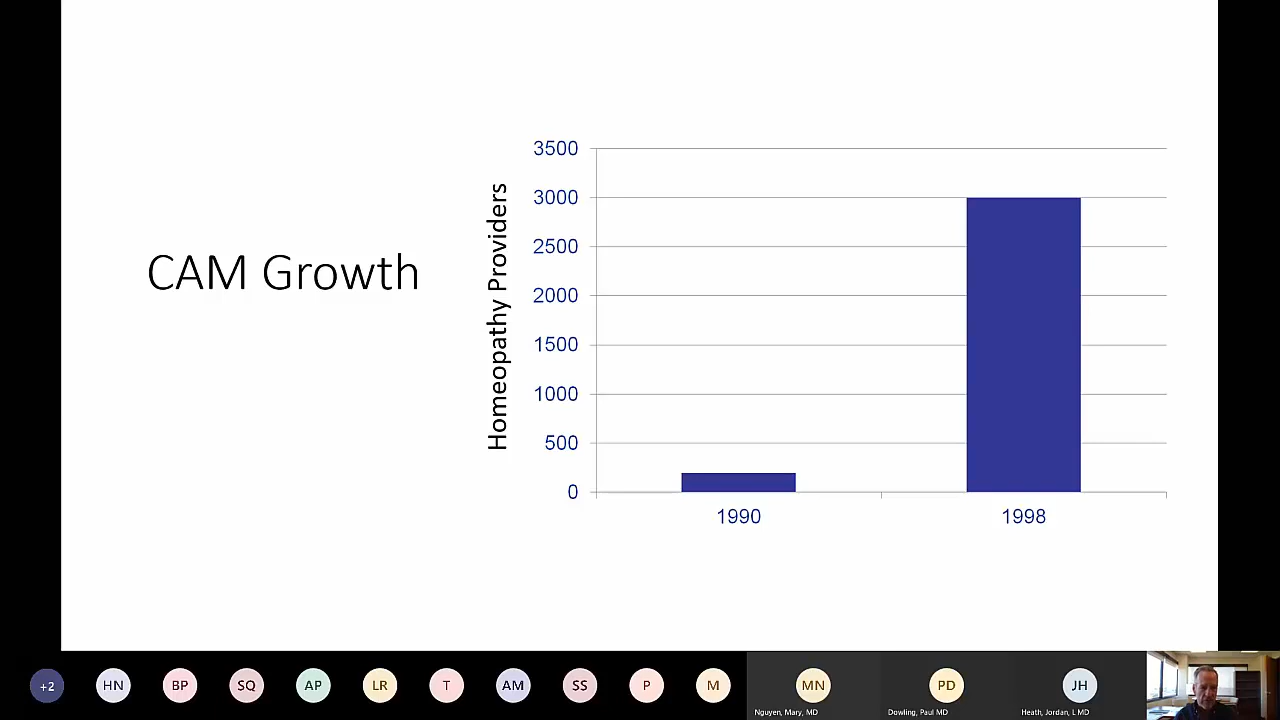 CAM Growth
Homeopathy Providers
3500
3000
2500
2000
1500
1000
500
0
1990
1998
+2
HN
BP
SQ
AP
LR
T
AM
SS
P
M
MN
PD
JH
Nguyen, Mary, MD
Dowling, Paul MD
Heath, Jordan, L MD